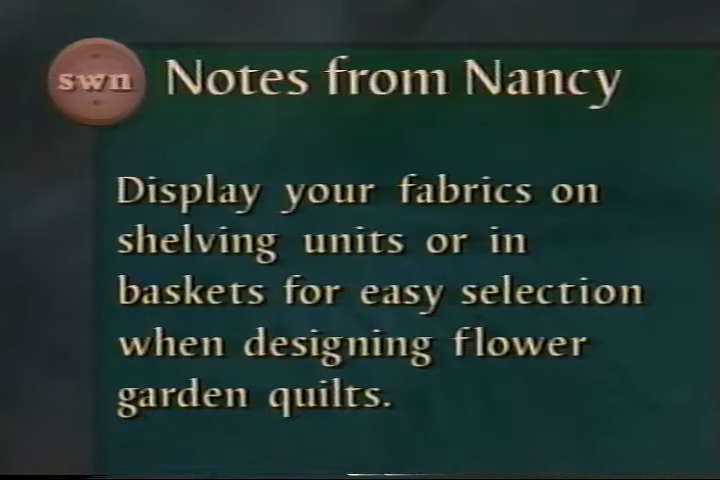 swn
Notes from Nancy
Display your fabrics on
shelving units or in
baskets for easy selection
when designing flower
garden quilts.